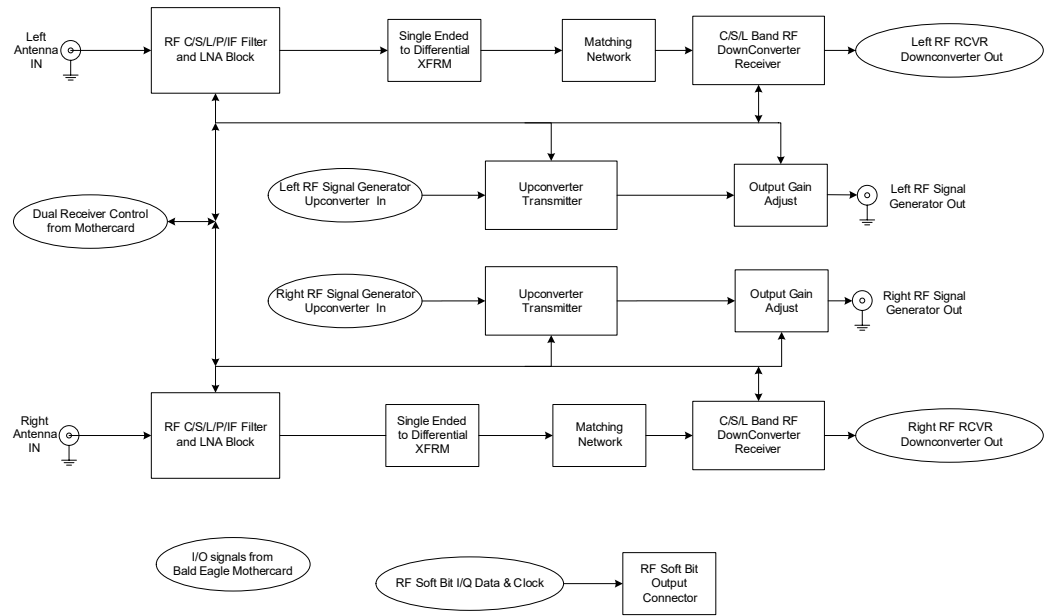 Left
Antenna
IN
RF C/S/L/P/IF Filter
and LNA Block
Single Ended
to Differential
XFRM
Matching
Network
C/S/L Band RF
DownConverter
Receiver
Left RF RCVR
Downconverter Out
Left RF Signal Generator
Upconverter In
Upconverter
Transmitter
Output Gain
Adjust
Left RF Signal
Generator Out
Dual Receiver Control
from Mothercard
Right RF Signal Generator
Upconverter In
Upconverter
Transmitter
Output Gain
Adjust
Right RF Signal
Generator Out
Right
Antenna
IN
RF C/S/L/P/IF Filter
and LNA Block
Single Ended
to Differential
XFRM
Matching
Network
C/S/L Band RF
DownConverter
Receiver
Right RF RCVR
Downconverter Out
I/O signals from
Bald Eagle Mothercard
RF Soft Bit I/Q Data & Clock
RF Soft Bit
Output
Connector